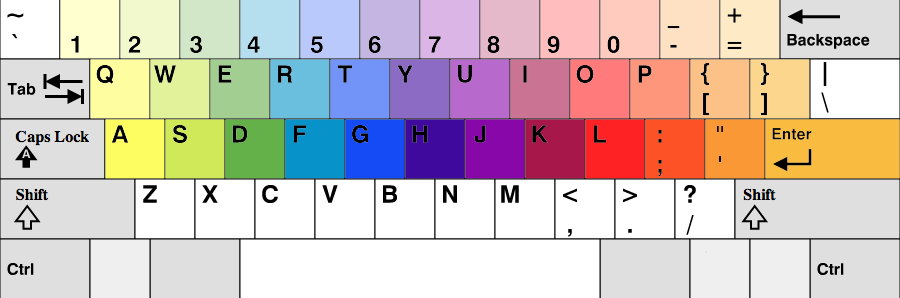 ~ ` 1 2 3 4 5 6 7 8 9 0 _ - + = Backspace
Tab Q W E R T Y U I O P { [ } ] | \
Caps Lock A A S D F G H J K L : ; " ' Enter
Shift Z X C V B N M < , > . ? / Shift
Ctrl Ctrl